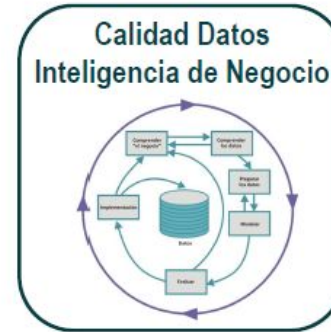 Calidad Datos
Inteligencia de Negocio
Comprender
"el negocio"
Comprender
los datos
Preparar
los datos
Modelar
Implementación
Datos
Evaluar